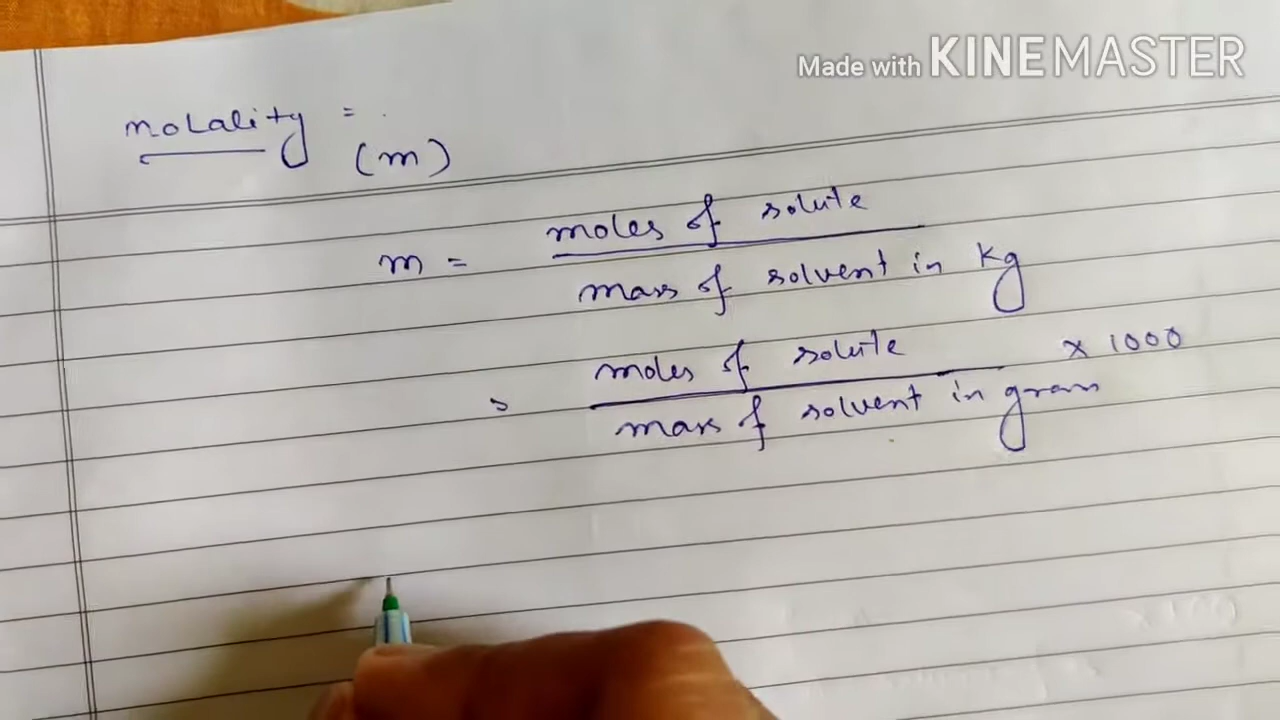 Made with KINEMASTER
molality =
(m)
m = moles of solute
mass of solvent in kg
= moles of solute × 1000
mass of solvent in gram